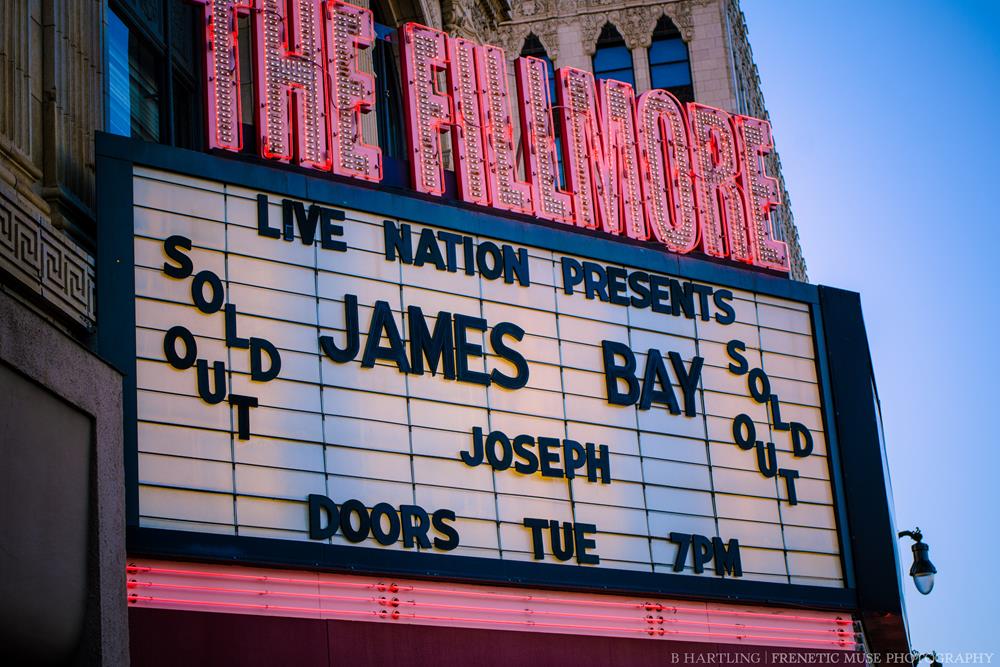 THE FILLMORE
LIVE NATION PRESENTS
SOLD
OUT
JAMES BAY
SOLD
OUT
JOSEPH
DOORS TUE 7PM
B HARTLING | FRENETIC MUSE PHOTOGRAPHY